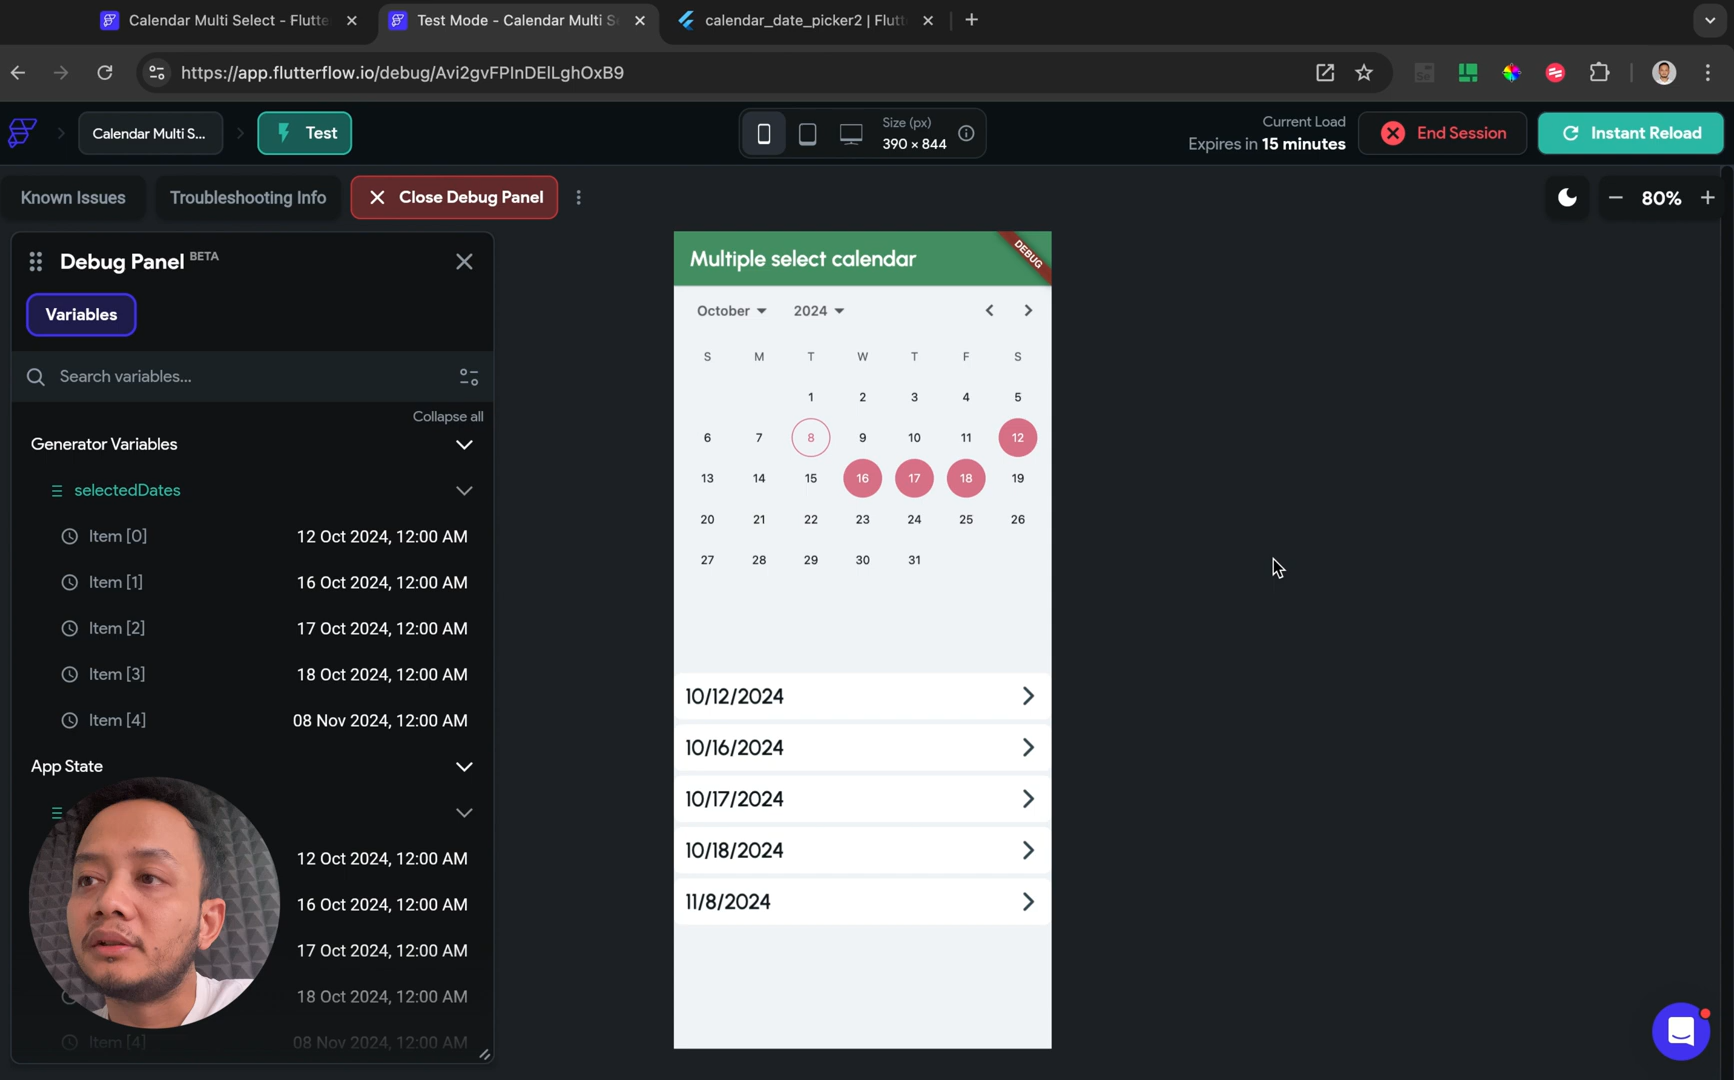 Calendar Multi Select - Flutte
Test Mode - Calendar Multi S
calendar_date_picker2 | Flutt
https://app.flutterflow.io/debug/Avi2gvFPInDElLghOxB9
Calendar Multi S...
Test
Size (px)
390 × 844
Current Load
Expires in 15 minutes
End Session
Instant Reload
Known Issues
Troubleshooting Info
Close Debug Panel
80%
Debug Panel BETA
Variables
Search variables...
Collapse all
Generator Variables
selectedDates
Item [0] 12 Oct 2024, 12:00 AM
Item [1] 16 Oct 2024, 12:00 AM
Item [2] 17 Oct 2024, 12:00 AM
Item [3] 18 Oct 2024, 12:00 AM
Item [4] 08 Nov 2024, 12:00 AM
App State
12 Oct 2024, 12:00 AM
16 Oct 2024, 12:00 AM
17 Oct 2024, 12:00 AM
18 Oct 2024, 12:00 AM
Item [4] 08 Nov 2024, 12:00 AM
Multiple select calendar
DEBUG
October 2024
S M T W T F S
1 2 3 4 5
6 7 8 9 10 11 12
13 14 15 16 17 18 19
20 21 22 23 24 25 26
27 28 29 30 31
10/12/2024
10/16/2024
10/17/2024
10/18/2024
11/8/2024